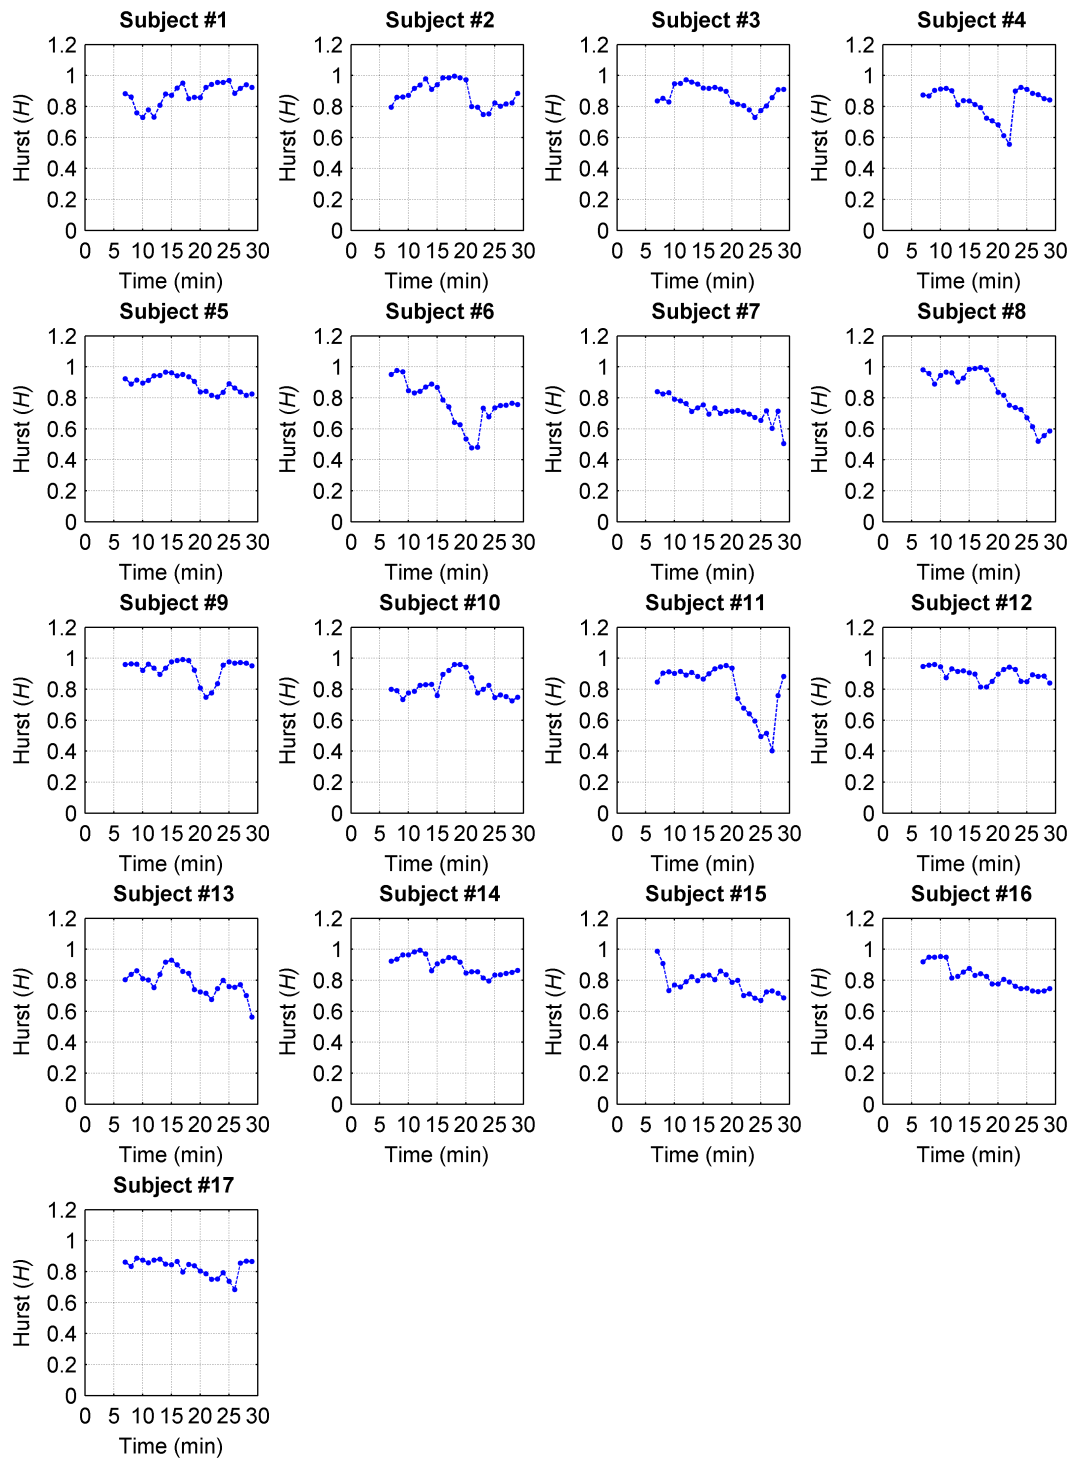 Subject #1 Subject #2 Subject #3 Subject #4
1.2 1.2 1.2 1.2
1 1 1 1
0.8 0.8 0.8 0.8
0.6 0.6 0.6 0.6
0.4 0.4 0.4 0.4
0.2 0.2 0.2 0.2
0 0 0 0
Hurst (H) Hurst (H) Hurst (H) Hurst (H)
0 5 10 15 20 25 30 0 5 10 15 20 25 30 0 5 10 15 20 25 30 0 5 10 15 20 25 30
Time (min) Time (min) Time (min) Time (min)
Subject #5 Subject #6 Subject #7 Subject #8
1.2 1.2 1.2 1.2
1 1 1 1
0.8 0.8 0.8 0.8
0.6 0.6 0.6 0.6
0.4 0.4 0.4 0.4
0.2 0.2 0.2 0.2
0 0 0 0
Hurst (H) Hurst (H) Hurst (H) Hurst (H)
0 5 10 15 20 25 30 0 5 10 15 20 25 30 0 5 10 15 20 25 30 0 5 10 15 20 25 30
Time (min) Time (min) Time (min) Time (min)
Subject #9 Subject #10 Subject #11 Subject #12
1.2 1.2 1.2 1.2
1 1 1 1
0.8 0.8 0.8 0.8
0.6 0.6 0.6 0.6
0.4 0.4 0.4 0.4
0.2 0.2 0.2 0.2
0 0 0 0
Hurst (H) Hurst (H) Hurst (H) Hurst (H)
0 5 10 15 20 25 30 0 5 10 15 20 25 30 0 5 10 15 20 25 30 0 5 10 15 20 25 30
Time (min) Time (min) Time (min) Time (min)
Subject #13 Subject #14 Subject #15 Subject #16
1.2 1.2 1.2 1.2
1 1 1 1
0.8 0.8 0.8 0.8
0.6 0.6 0.6 0.6
0.4 0.4 0.4 0.4
0.2 0.2 0.2 0.2
0 0 0 0
Hurst (H) Hurst (H) Hurst (H) Hurst (H)
0 5 10 15 20 25 30 0 5 10 15 20 25 30 0 5 10 15 20 25 30 0 5 10 15 20 25 30
Time (min) Time (min) Time (min) Time (min)
Subject #17
1.2
1
0.8
0.6
0.4
0.2
0
Hurst (H)
0 5 10 15 20 25 30
Time (min)